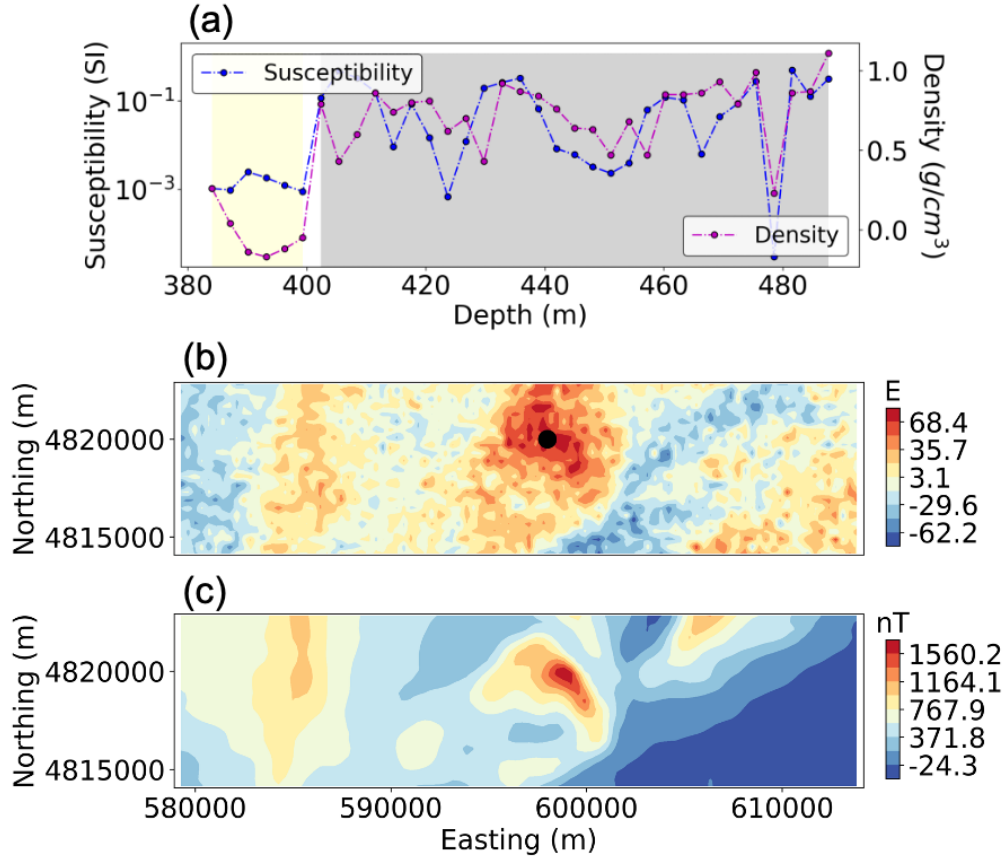 (a)
Susceptibility
Density
Susceptibility (SI)
10⁻¹
10⁻³
Density (g/cm³)
1.0
0.5
0.0
380 400 420 440 460 480
Depth (m)
(b)
Northing (m)
4820000
4815000
E
68.4
35.7
3.1
-29.6
-62.2
(c)
Northing (m)
4820000
4815000
nT
1560.2
1164.1
767.9
371.8
-24.3
580000 590000 600000 610000
Easting (m)